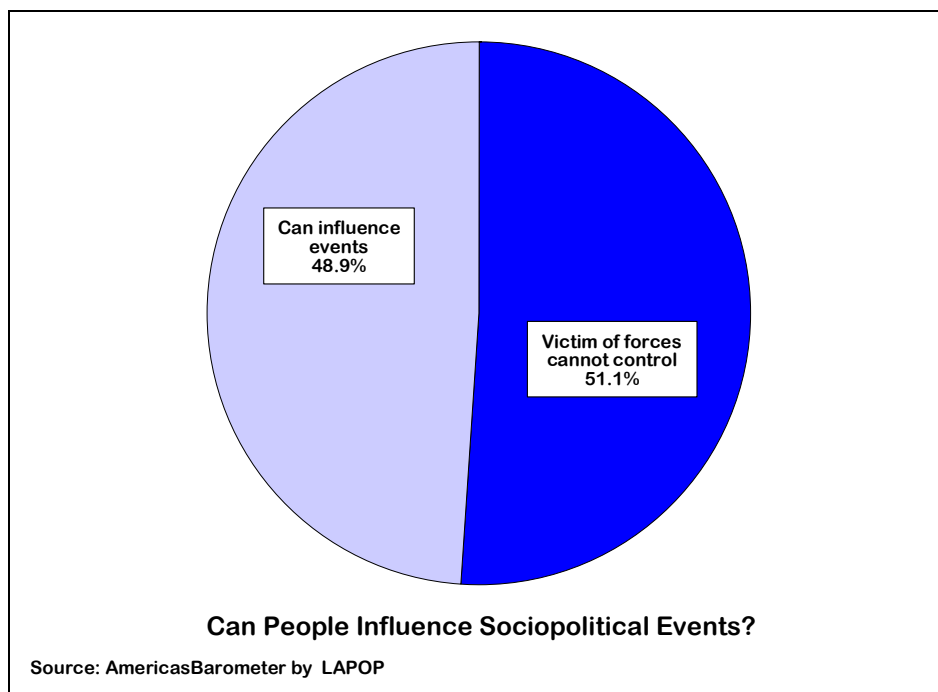 Can influence
events
48.9%
Victim of forces
cannot control
51.1%
Can People Influence Sociopolitical Events?
Source: AmericasBarometer by LAPOP